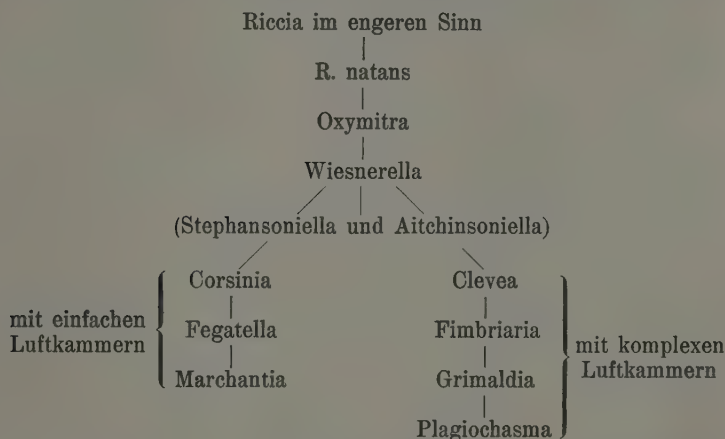 Riccia im engeren Sinn
R. natans
Oxymitra
Wiesnerella
(Stephansoniella und Aitchinsoniella)
Corsinia
Clevea
mit einfachen
Luftkammern
Fegatella
Fimbriaria
Marchantia
Grimaldia
mit komplexen
Luftkammern
Plagiochasma